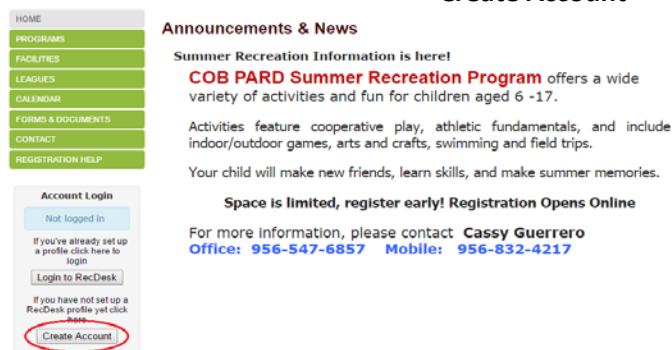 Create Account
HOME
PROGRAMS
FACILITIES
LEAGUES
CALENDAR
FORMS & DOCUMENTS
CONTACT
REGISTRATION HELP
Account Login
Not logged in
If you've already set up
a profile click here to
login
Login to RecDesk
If you have not set up a
RecDesk profile yet click
here
Create Account
Announcements & News
Summer Recreation Information is here!
COB PARD Summer Recreation Program offers a wide
variety of activities and fun for children aged 6 -17.
Activities feature cooperative play, athletic fundamentals, and include
indoor/outdoor games, arts and crafts, swimming and field trips.
Your child will make new friends, learn skills, and make summer memories.
Space is limited, register early! Registration Opens Online
For more information, please contact Cassy Guerrero
Office: 956-547-6857 Mobile: 956-832-4217